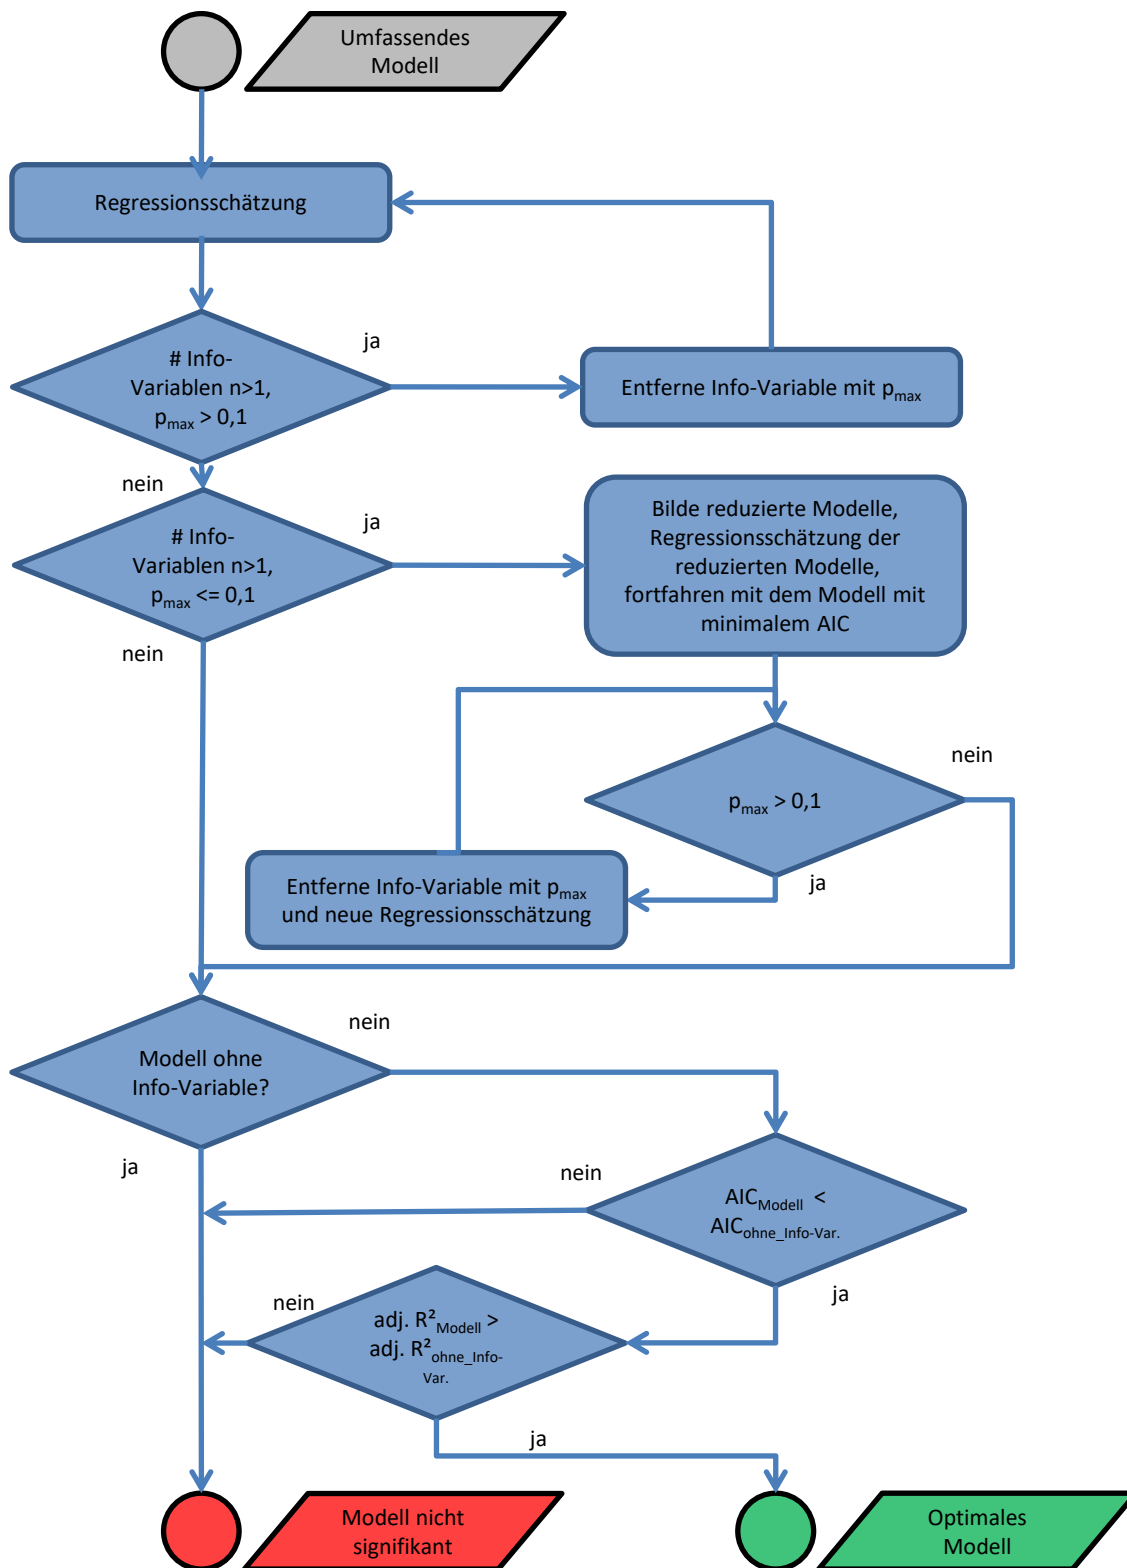 Umfassendes
Modell
Regressionsschätzung
ja
# Info-
Variablen n>1,
pmax > 0,1
Entferne Info-Variable mit pmax
nein
ja
# Info-
Variablen n>1,
pmax <= 0,1
Bilde reduzierte Modelle,
Regressionsschätzung der
reduzierten Modelle,
fortfahren mit dem Modell mit
minimalem AIC
nein
nein
pmax > 0,1
ja
Entferne Info-Variable mit pmax
und neue Regressionsschätzung
nein
Modell ohne
Info-Variable?
ja
nein
AICModell <
AICohne_Info-Var.
ja
nein
adj. R²Modell >
adj. R²ohne_Info-
Var.
ja
Modell nicht
signifikant
Optimales
Modell